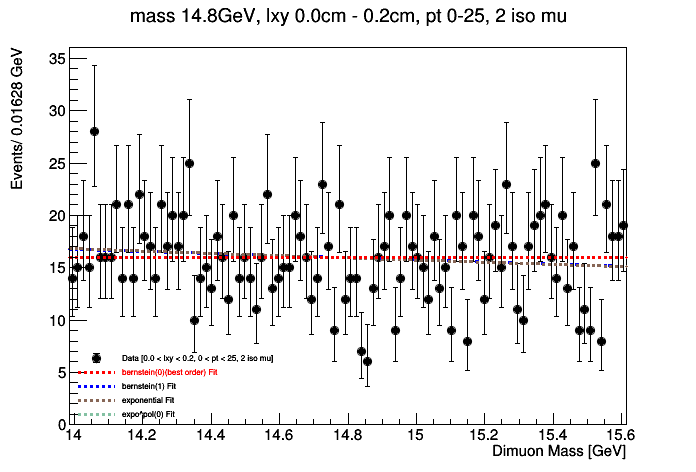 mass 14.8GeV, lxy 0.0cm - 0.2cm, pt 0-25, 2 iso mu
Events/ 0.01628 GeV
35
30
25
20
15
10
5
0
Data [0.0 < lxy < 0.2, 0 < pt < 25, 2 iso mu]
bernstein(0)(best order) Fit
bernstein(1) Fit
exponential Fit
expo*pol(0) Fit
14 14.2 14.4 14.6 14.8 15 15.2 15.4 15.6
Dimuon Mass [GeV]